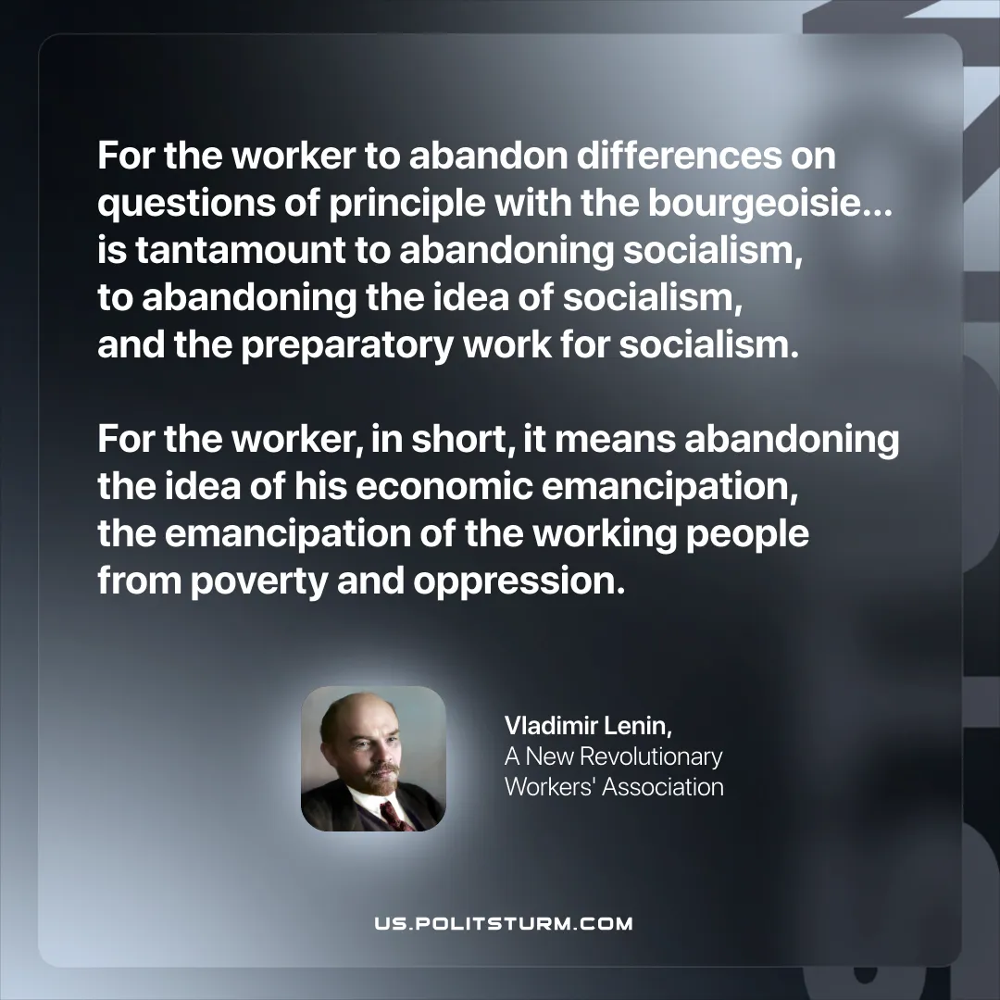 For the worker to abandon differences on
questions of principle with the bourgeoisie...
is tantamount to abandoning socialism,
to abandoning the idea of socialism,
and the preparatory work for socialism.
For the worker, in short, it means abandoning
the idea of his economic emancipation,
the emancipation of the working people
from poverty and oppression.
Vladimir Lenin,
A New Revolutionary
Workers' Association
US.POLITSTURM.COM